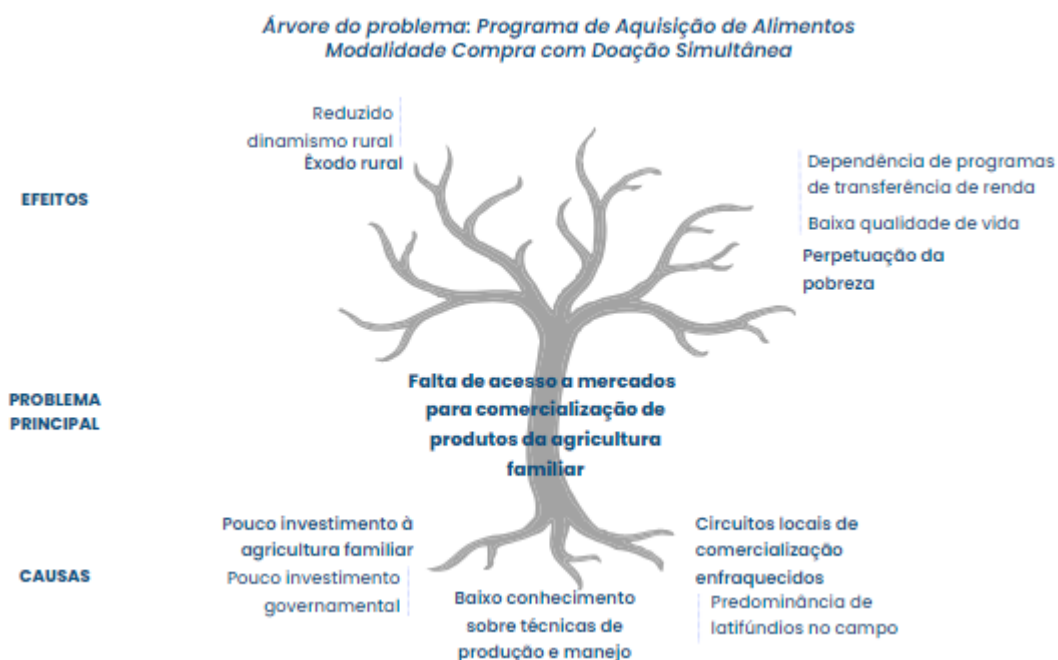 Árvore do problema: Programa de Aquisição de Alimentos
Modalidade Compra com Doação Simultânea
Reduzido
dinamismo rural
Êxodo rural
EFEITOS
Dependência de programas
de transferência de renda
Baixa qualidade de vida
Perpetuação da
pobreza
PROBLEMA
PRINCIPAL
Falta de acesso a mercados
para comercialização de
produtos da agricultura
familiar
CAUSAS
Pouco investimento à
agricultura familiar
Pouco investimento
governamental
Baixo conhecimento
sobre técnicas de
produção e manejo
Circuitos locais de
comercialização
enfraquecidos
Predominância de
latifúndios no campo